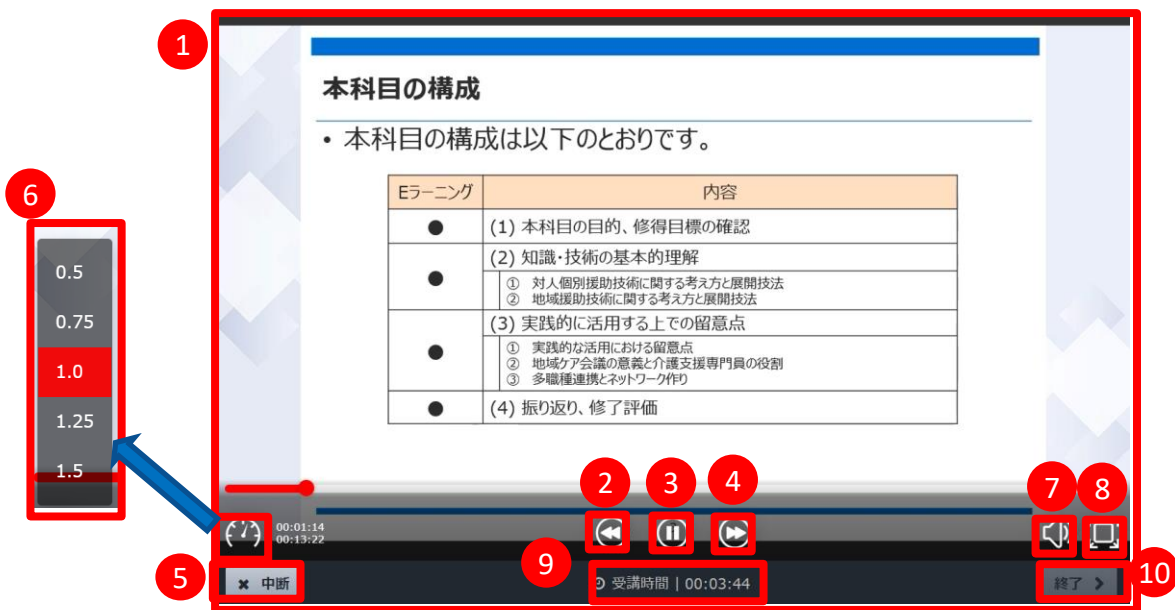 1
本科目の構成
• 本科目の構成は以下のとおりです。
Eラーニング 内容
● (1) 本科目の目的、修得目標の確認
● (2) 知識・技術の基本的理解
① 対人個別援助技術に関する考え方と展開技法
② 地域援助技術に関する考え方と展開技法
● (3) 実践的に活用する上での留意点
① 実践的な活用における留意点
② 地域ケア会議の意義と介護支援専門員の役割
③ 多職種連携とネットワーク作り
● (4) 振り返り、修了評価
6
0.5
0.75
1.0
1.25
1.5
2 3 4 7 8
00:01:14
00:13:22
5 9 10
✖ 中断 受講時間 | 00:03:44 終了 >